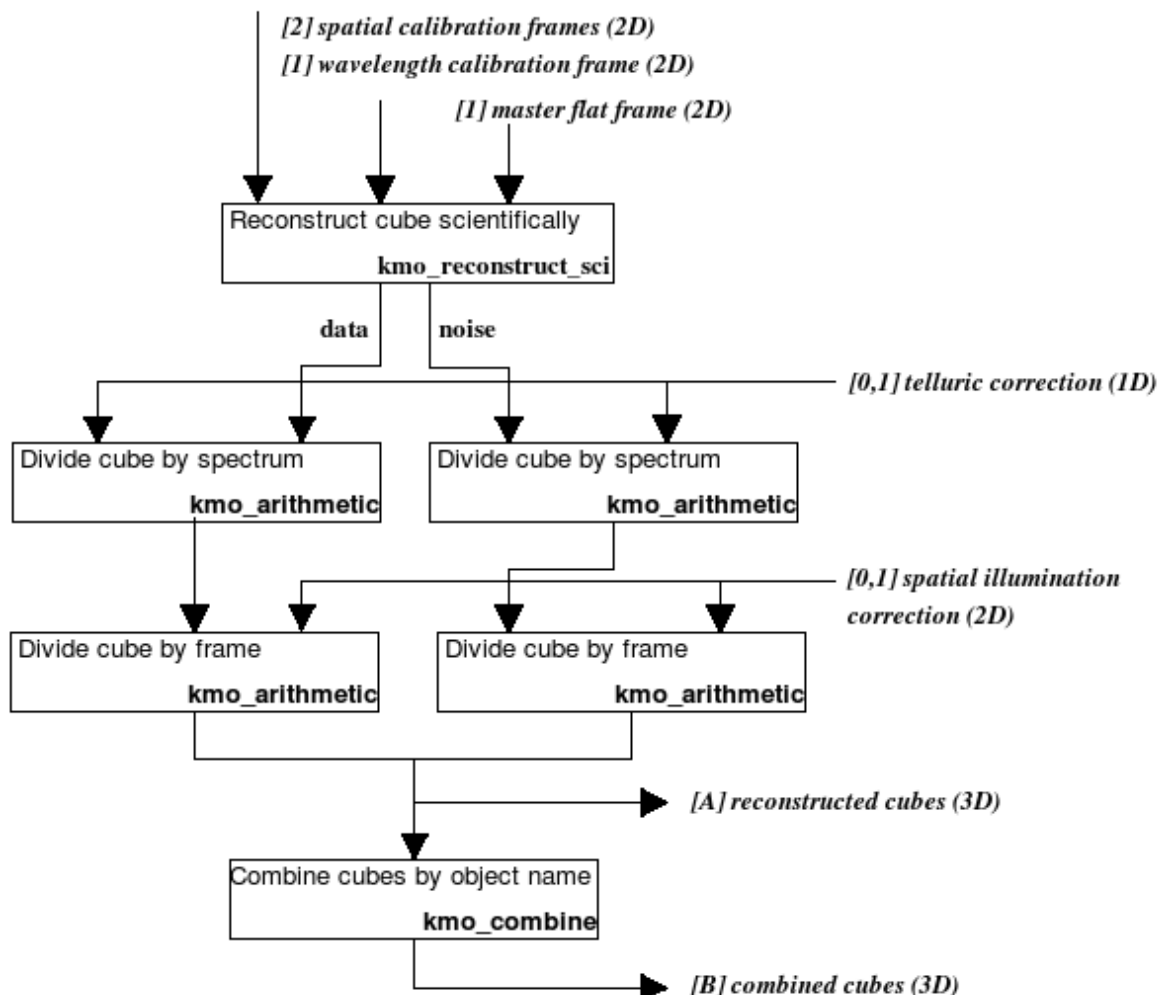 [2] spatial calibration frames (2D)
[1] wavelength calibration frame (2D)
[1] master flat frame (2D)
Reconstruct cube scientifically
kmo_reconstruct_sci
data
noise
[0,1] telluric correction (1D)
Divide cube by spectrum
kmo_arithmetic
Divide cube by spectrum
kmo_arithmetic
[0,1] spatial illumination
correction (2D)
Divide cube by frame
kmo_arithmetic
Divide cube by frame
kmo_arithmetic
[A] reconstructed cubes (3D)
Combine cubes by object name
kmo_combine
[B] combined cubes (3D)